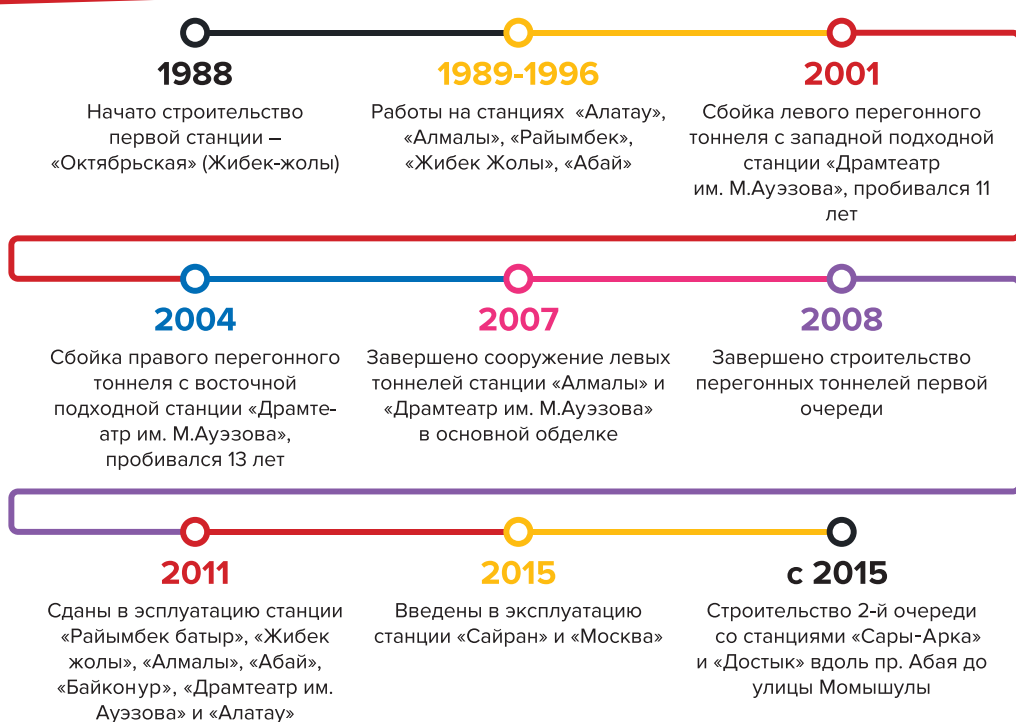 1988
Начато строительство
первой станции –
«Октябрьская» (Жибек-жолы)
1989-1996
Работы на станциях «Алатау»,
«Алмалы», «Райымбек»,
«Жибек Жолы», «Абай»
2001
Сбойка левого перегонного
тоннеля с западной подходной
станции «Драмтеатр
им. М.Ауэзова», пробивался 11
лет
2004
Сбойка правого перегонного
тоннеля с восточной
подходной станции «Драмте-
атр им. М.Ауэзова»,
пробивался 13 лет
2007
Завершено сооружение левых
тоннелей станции «Алмалы» и
«Драмтеатр им. М.Ауэзова»
в основной обделке
2008
Завершено строительство
перегонных тоннелей первой
очереди
2011
Сданы в эсплуатацию станции
«Райымбек батыр», «Жибек
жолы», «Алмалы», «Абай»,
«Байконур», «Драмтеатр им.
Ауэзова» и «Алатау»
2015
Введены в эксплуатацию
станции «Сайран» и «Москва»
с 2015
Строительство 2-й очереди
со станциями «Сары-Арка»
и «Достык» вдоль пр. Абая до
улицы Момышулы